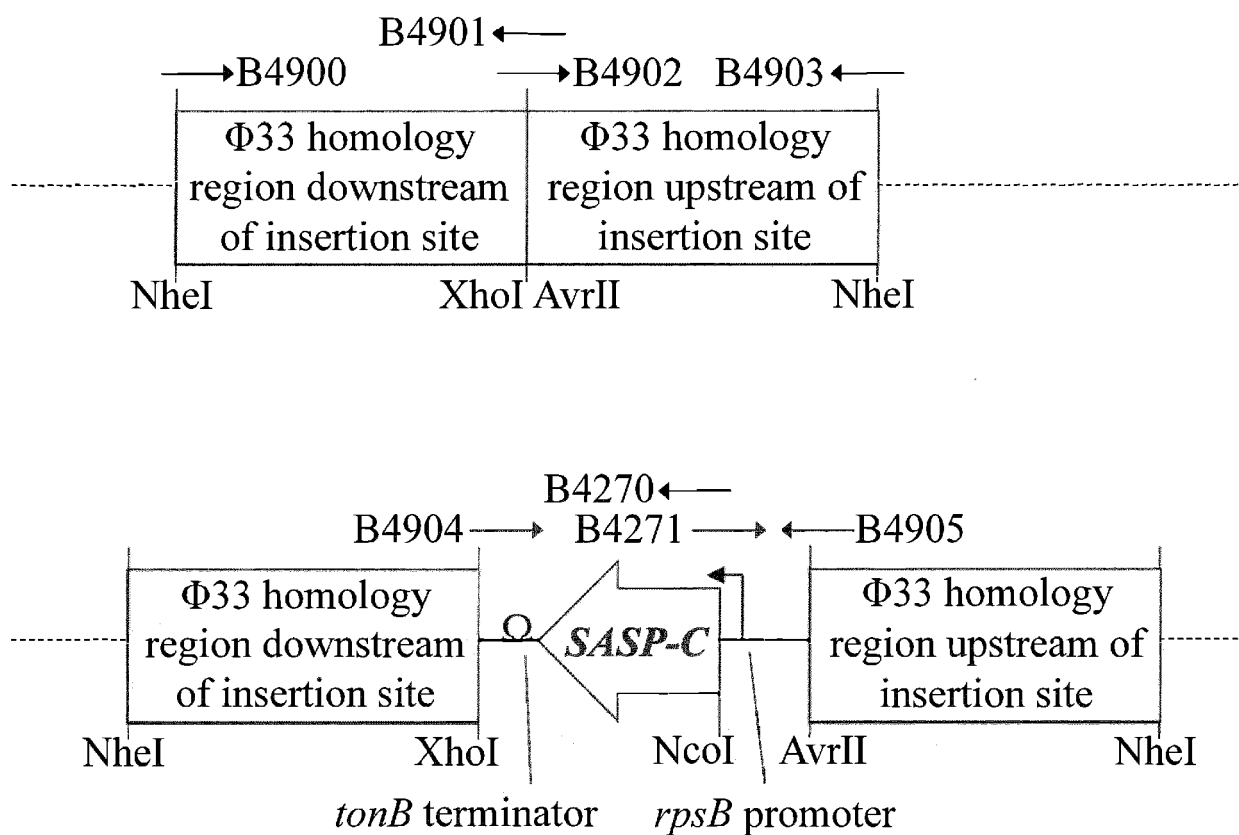 B4901
B4900 B4902 B4903
Φ33 homology Φ33 homology
region downstream region upstream of
of insertion site insertion site
NheI XhoI AvrII NheI
B4270
B4904 B4271 B4905
Φ33 homology Φ33 homology
region downstream SASP-C region upstream of
of insertion site insertion site
NheI XhoI NcoI AvrII NheI
tonB terminator rpsB promoter